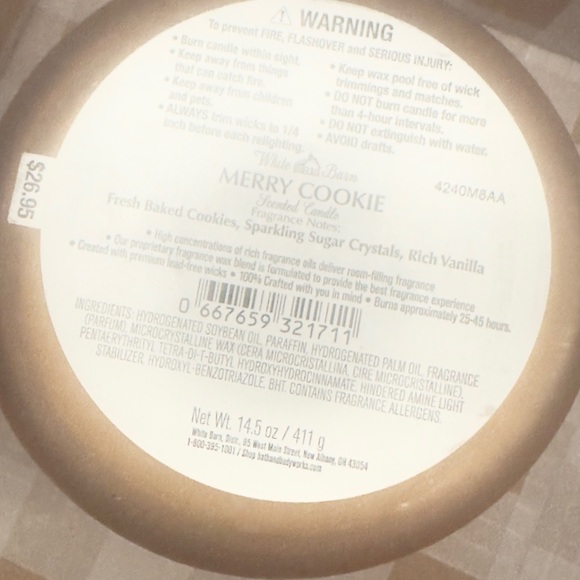 WARNING
To prevent FIRE, FLASHOVER and SERIOUS INJURY:
• Burn candle within sight.
• Keep away from things
that can catch fire.
• Keep away from children
and pets.
• ALWAYS trim wicks to 1/4
inch before each relighting.
• Keep wax pool free of wick
trimmings and matches.
• DO NOT burn candle for more
than 4-hour intervals.
• DO NOT extinguish with water.
• AVOID drafts.
White Barn
4240M8AA
MERRY COOKIE
Scented Candle
Fragrance Notes:
Fresh Baked Cookies, Sparkling Sugar Crystals, Rich Vanilla
• High concentrations of rich fragrance oils deliver room-filling fragrance
• Our proprietary fragrance wax blend is formulated to provide the best fragrance experience
• Created with premium lead-free wicks • 100% Crafted with you in mind • Burns approximately 25-45 hours.
$26.95
0 667659 321711
INGREDIENTS: HYDROGENATED SOYBEAN OIL, PARAFFIN, HYDROGENATED PALM OIL, FRAGRANCE
(PARFUM), MICROCRYSTALLINE WAX (CERA MICROCRISTALLINA, CIRE MICROCRISTALLINE),
PENTAERYTHRITYL TETRA-DI-T-BUTYL HYDROXYHYDROCINNAMATE, HINDERED AMINE LIGHT
STABILIZER, HYDROXYL-BENZOTRIAZOLE, BHT. CONTAINS FRAGRANCE ALLERGENS.
Net Wt. 14.5 oz / 411 g
White Barn, Distr., 95 West Main Street, New Albany, OH 43054
1-800-395-1001 / Shop bathandbodyworks.com